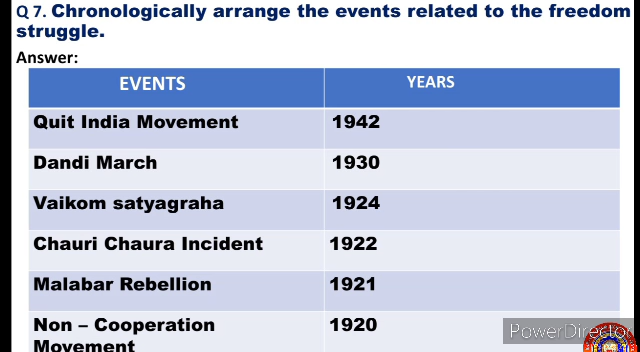 Q 7. Chronologically arrange the events related to the freedom
struggle.
Answer:
EVENTS YEARS
Quit India Movement 1942
Dandi March 1930
Vaikom satyagraha 1924
Chauri Chaura Incident 1922
Malabar Rebellion 1921
Non – Cooperation 1920
Movement
PowerDirector